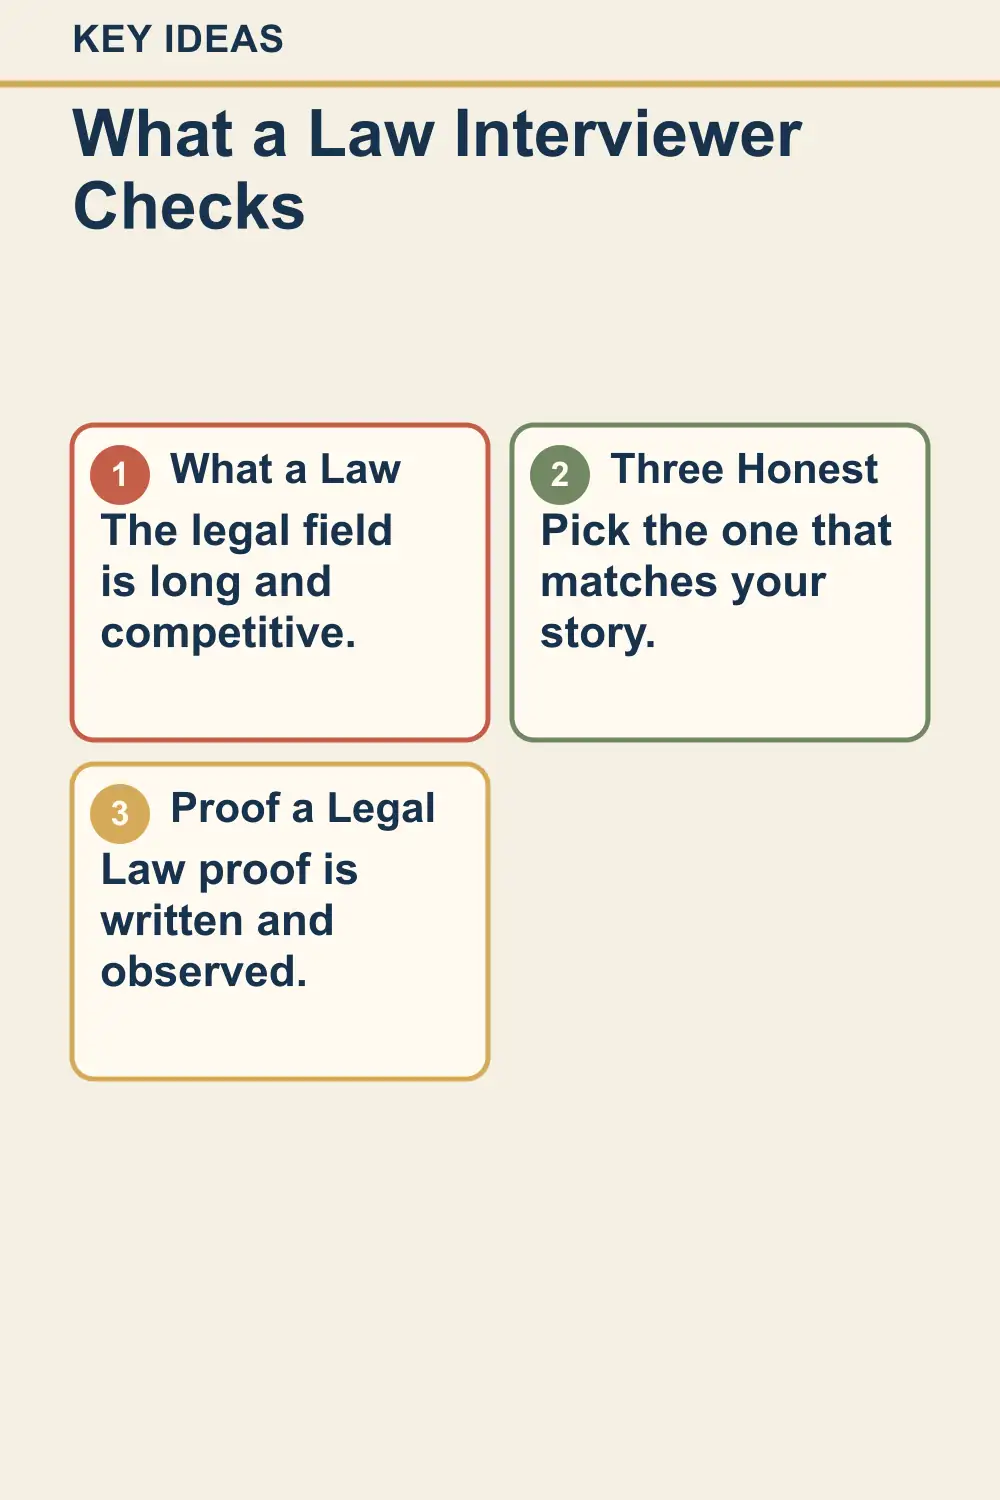 KEY IDEAS
What a Law Interviewer
Checks
1 What a Law
The legal field
is long and
competitive.
2 Three Honest
Pick the one that
matches your
story.
3 Proof a Legal
Law proof is
written and
observed.